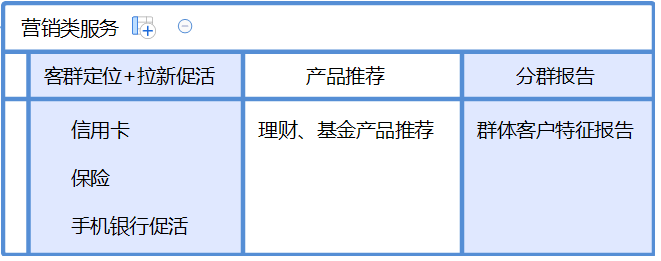 营销类服务
客群定位+拉新促活 产品推荐 分群报告
信用卡 理财、基金产品推荐 群体客户特征报告
保险
手机银行促活